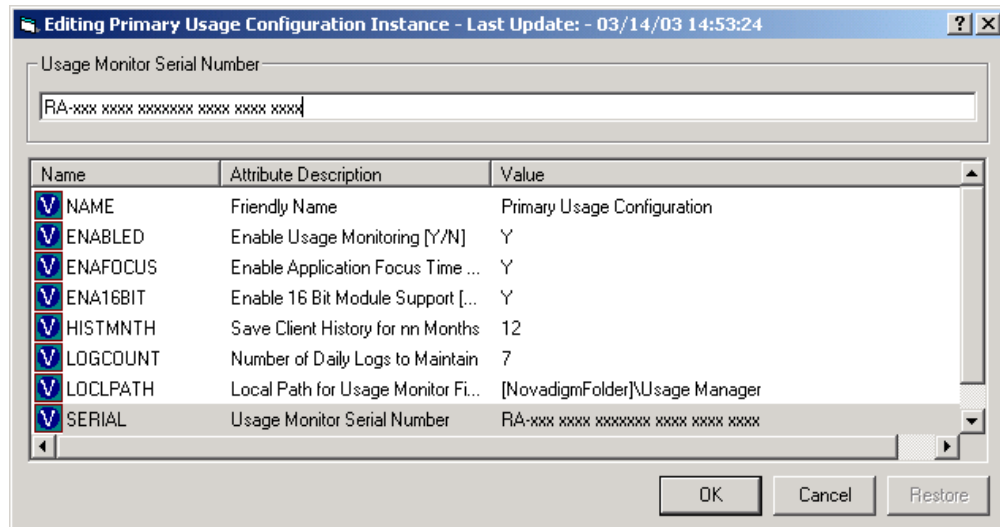 Editing Primary Usage Configuration Instance - Last Update: - 03/14/03 14:53:24
Usage Monitor Serial Number
RA-xxx xxxx xxxxxxx xxxx xxxx xxxx
Name Attribute Description Value
V NAME Friendly Name Primary Usage Configuration
V ENABLED Enable Usage Monitoring [Y/N] Y
V ENAFOCUS Enable Application Focus Time ... Y
V ENA16BIT Enable 16 Bit Module Support [... Y
V HISTMNTH Save Client History for nn Months 12
V LOGCOUNT Number of Daily Logs to Maintain 7
V LOCLPATH Local Path for Usage Monitor Fi... [NovadigmFolder]\Usage Manager
V SERIAL Usage Monitor Serial Number RA-xxx xxxx xxxxxxx xxxx xxxx xxxx
OK Cancel Restore